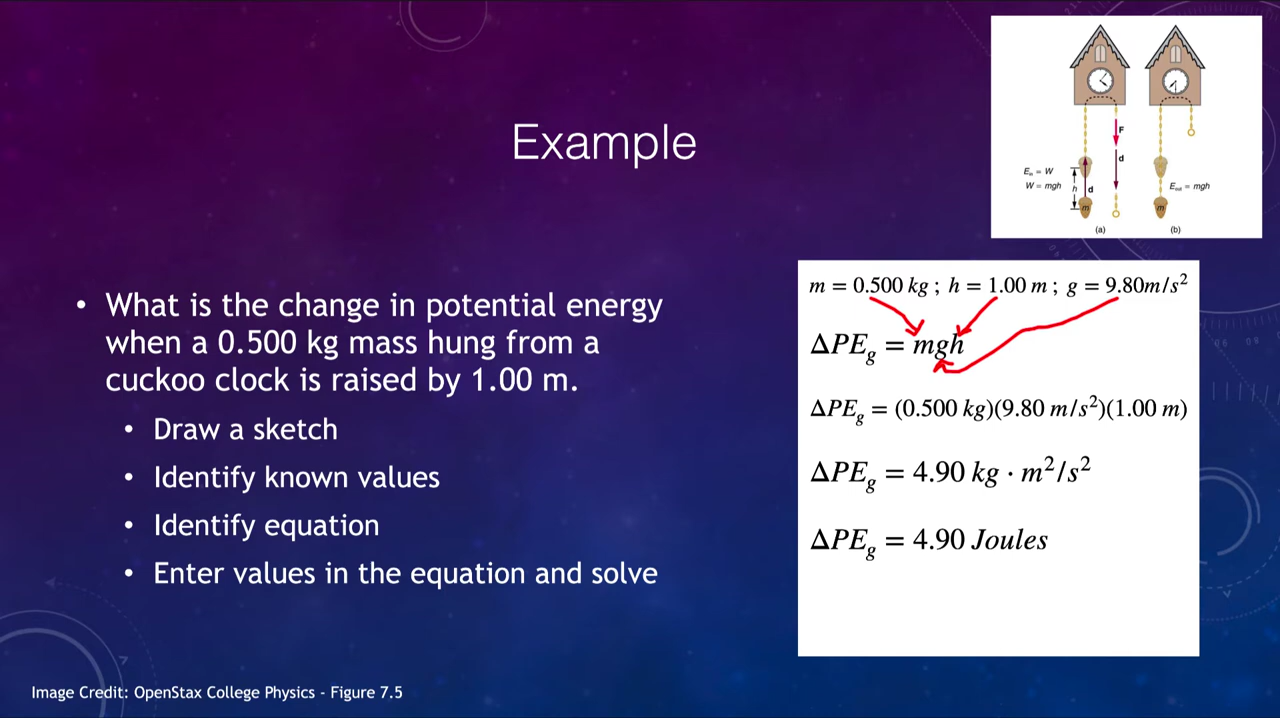 Example
E_in = W
W = mgh
h
d
F
d
m
(a)
E_out = mgh
m
(b)
• What is the change in potential energy
when a 0.500 kg mass hung from a
cuckoo clock is raised by 1.00 m.
• Draw a sketch
• Identify known values
• Identify equation
• Enter values in the equation and solve
m = 0.500 kg ; h = 1.00 m ; g = 9.80m/s²
ΔPE_g = mgh
ΔPE_g = (0.500 kg)(9.80 m/s²)(1.00 m)
ΔPE_g = 4.90 kg · m²/s²
ΔPE_g = 4.90 Joules
Image Credit: OpenStax College Physics - Figure 7.5